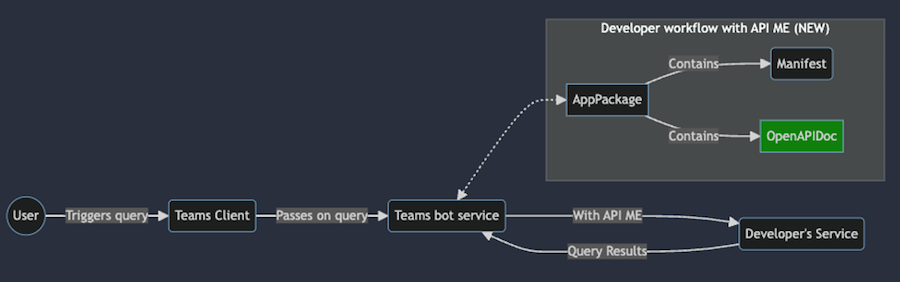 Developer workflow with API ME (NEW)
Contains
Manifest
AppPackage
Contains
OpenAPIDoc
User
Triggers query
Teams Client
Passes on query
Teams bot service
With API ME
Developer's Service
Query Results